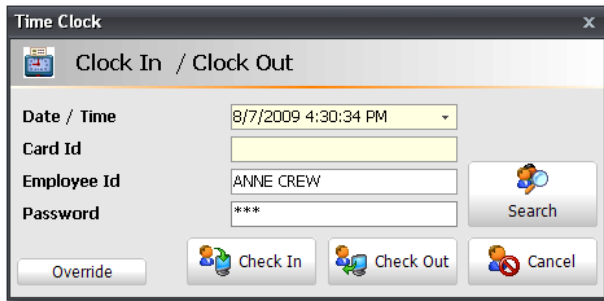 Time Clock x
Clock In / Clock Out
Date / Time 8/7/2009 4:30:34 PM
Card Id
Employee Id ANNE CREW
Password ***
Search
Override Check In Check Out Cancel